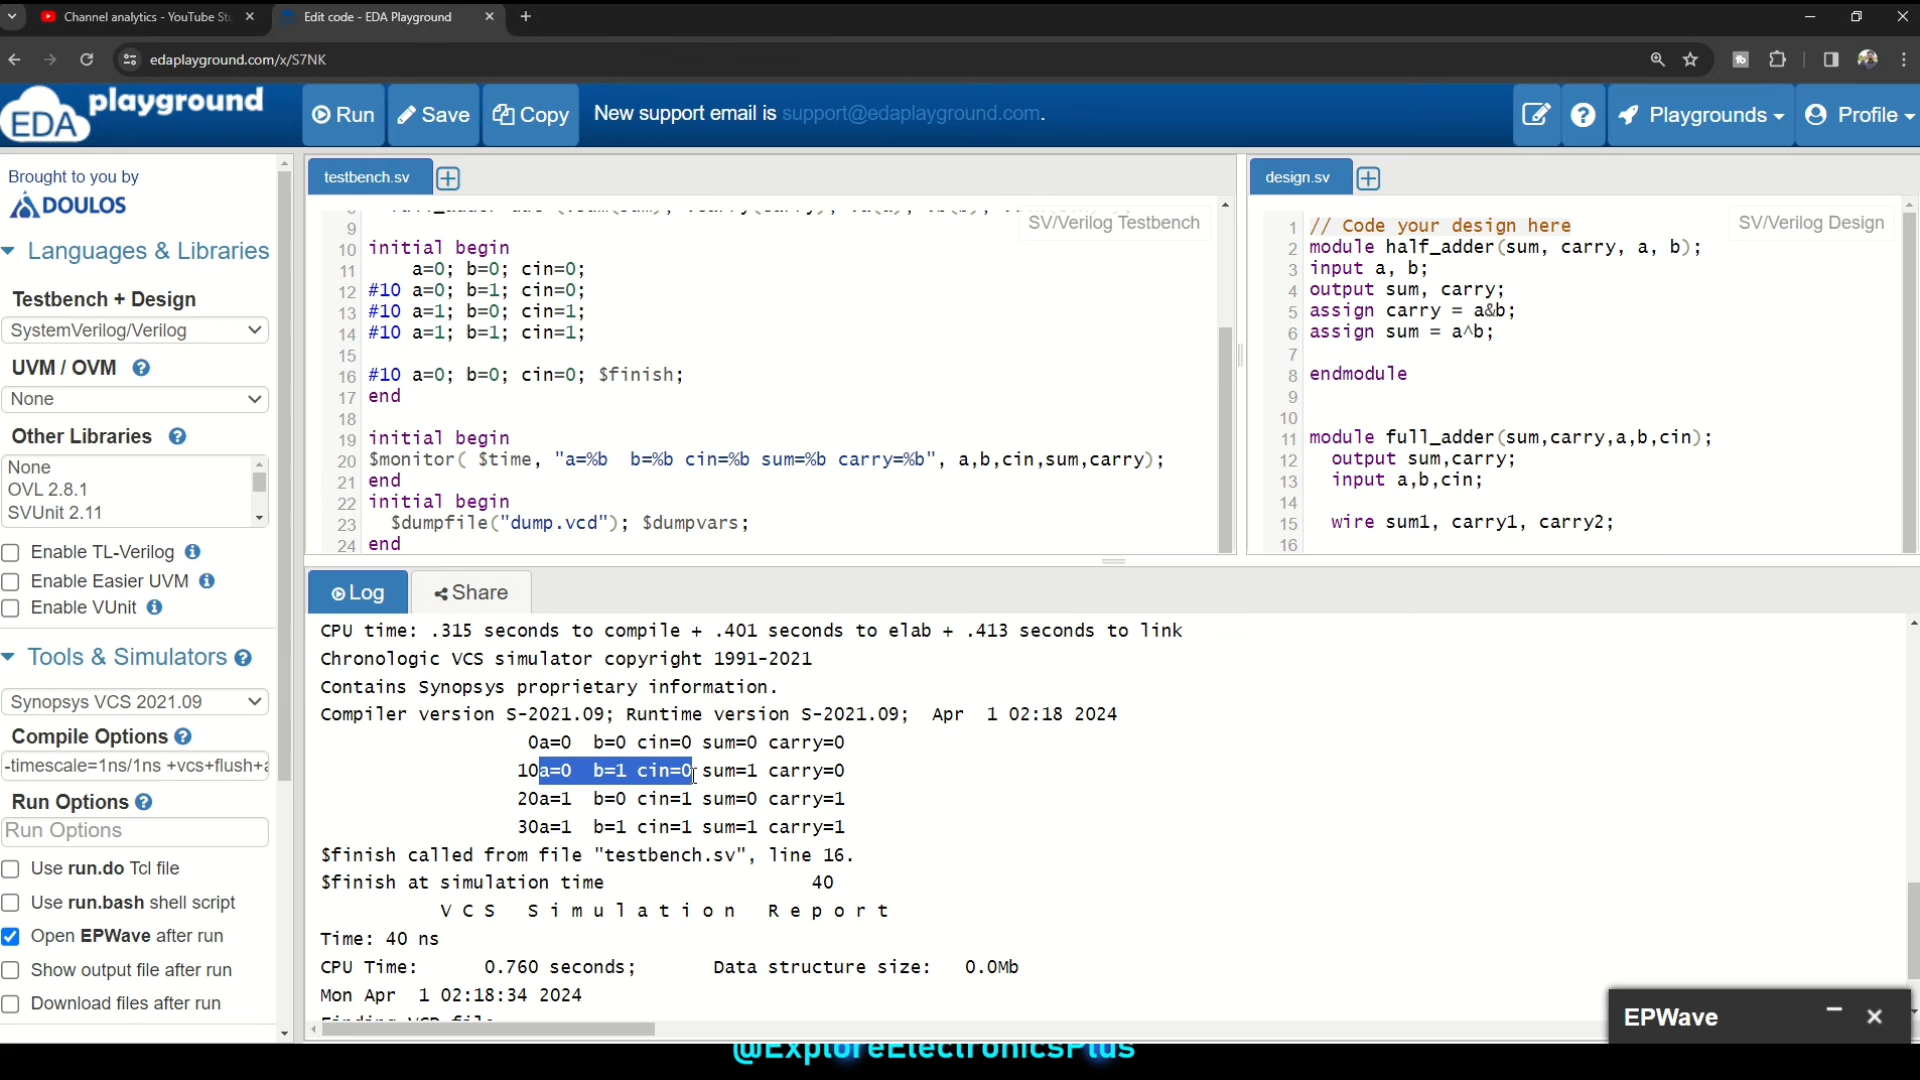 Channel analytics - YouTube St
Edit code - EDA Playground
edaplayground.com/x/S7NK
EDA playground
Run
Save
Copy
New support email is support@edaplayground.com.
Playgrounds
Profile
Brought to you by
DOULOS
Languages & Libraries
Testbench + Design
SystemVerilog/Verilog
UVM / OVM
None
Other Libraries
None
OVL 2.8.1
SVUnit 2.11
Enable TL-Verilog
Enable Easier UVM
Enable VUnit
Tools & Simulators
Synopsys VCS 2021.09
Compile Options
-timescale=1ns/1ns +vcs+flush+a
Run Options
Run Options
Use run.do Tcl file
Use run.bash shell script
Open EPWave after run
Show output file after run
Download files after run
testbench.sv
SV/Verilog Testbench
9
10 initial begin
11 a=0; b=0; cin=0;
12 #10 a=0; b=1; cin=0;
13 #10 a=1; b=0; cin=1;
14 #10 a=1; b=1; cin=1;
15
16 #10 a=0; b=0; cin=0; $finish;
17 end
18
19 initial begin
20 $monitor( $time, "a=%b  b=%b cin=%b sum=%b carry=%b", a,b,cin,sum,carry);
21 end
22 initial begin
23 $dumpfile("dump.vcd"); $dumpvars;
24 end
design.sv
SV/Verilog Design
1 // Code your design here
2 module half_adder(sum, carry, a, b);
3 input a, b;
4 output sum, carry;
5 assign carry = a&b;
6 assign sum = a^b;
7
8 endmodule
9
10
11 module full_adder(sum,carry,a,b,cin);
12 output sum,carry;
13 input a,b,cin;
14
15 wire sum1, carry1, carry2;
16
Log
Share
CPU time: .315 seconds to compile + .401 seconds to elab + .413 seconds to link
Chronologic VCS simulator copyright 1991-2021
Contains Synopsys proprietary information.
Compiler version S-2021.09; Runtime version S-2021.09;  Apr  1 02:18 2024
0a=0  b=0 cin=0 sum=0 carry=0
10a=0  b=1 cin=0 sum=1 carry=0
20a=1  b=0 cin=1 sum=0 carry=1
30a=1  b=1 cin=1 sum=1 carry=1
$finish called from file "testbench.sv", line 16.
$finish at simulation time 40
V C S   S i m u l a t i o n   R e p o r t
Time: 40 ns
CPU Time:      0.760 seconds;       Data structure size:   0.0Mb
Mon Apr  1 02:18:34 2024
EPWave
@ExploreElectronicsPlus